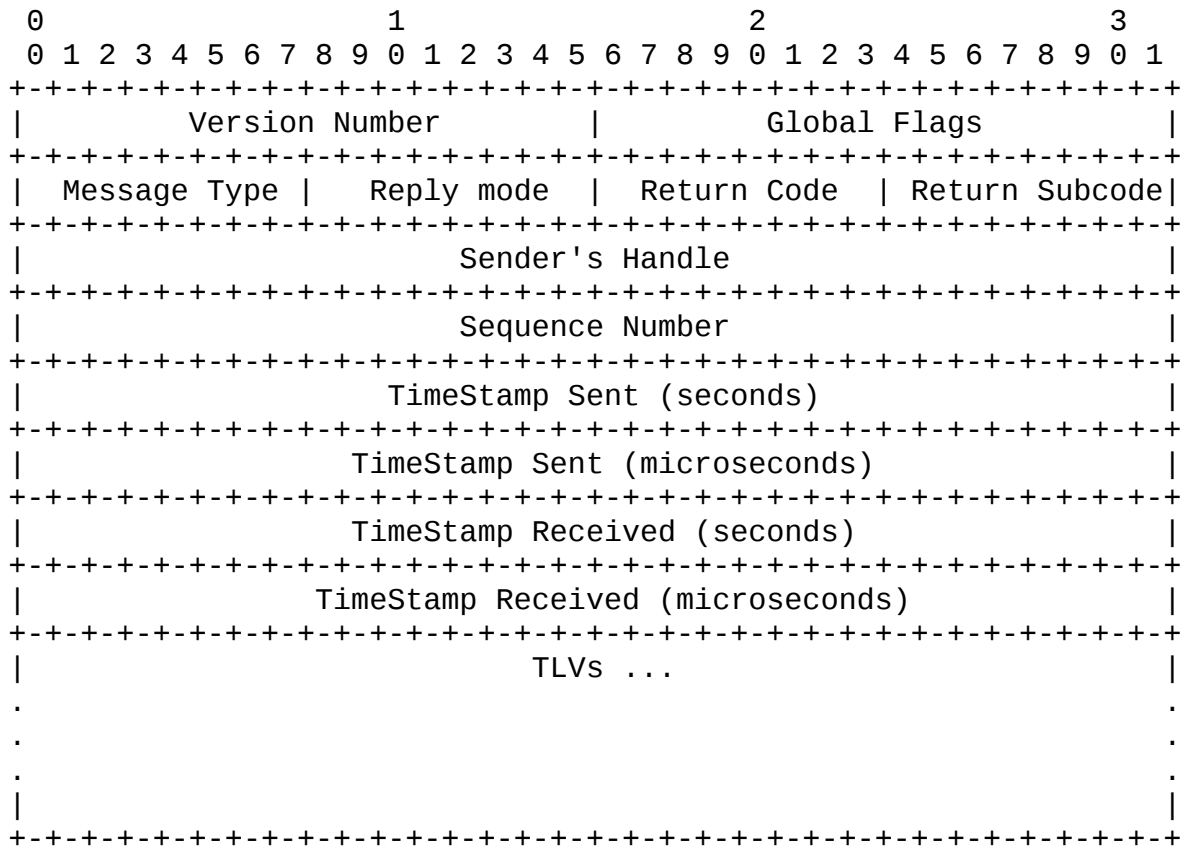 0                   1                   2                   3
 0 1 2 3 4 5 6 7 8 9 0 1 2 3 4 5 6 7 8 9 0 1 2 3 4 5 6 7 8 9 0 1
+-+-+-+-+-+-+-+-+-+-+-+-+-+-+-+-+-+-+-+-+-+-+-+-+-+-+-+-+-+-+-+-+
|         Version Number        |         Global Flags          |
+-+-+-+-+-+-+-+-+-+-+-+-+-+-+-+-+-+-+-+-+-+-+-+-+-+-+-+-+-+-+-+-+
|  Message Type |   Reply mode  |  Return Code  | Return Subcode|
+-+-+-+-+-+-+-+-+-+-+-+-+-+-+-+-+-+-+-+-+-+-+-+-+-+-+-+-+-+-+-+-+
|                        Sender's Handle                        |
+-+-+-+-+-+-+-+-+-+-+-+-+-+-+-+-+-+-+-+-+-+-+-+-+-+-+-+-+-+-+-+-+
|                        Sequence Number                        |
+-+-+-+-+-+-+-+-+-+-+-+-+-+-+-+-+-+-+-+-+-+-+-+-+-+-+-+-+-+-+-+-+
|                    TimeStamp Sent (seconds)                   |
+-+-+-+-+-+-+-+-+-+-+-+-+-+-+-+-+-+-+-+-+-+-+-+-+-+-+-+-+-+-+-+-+
|                  TimeStamp Sent (microseconds)                |
+-+-+-+-+-+-+-+-+-+-+-+-+-+-+-+-+-+-+-+-+-+-+-+-+-+-+-+-+-+-+-+-+
|                  TimeStamp Received (seconds)                 |
+-+-+-+-+-+-+-+-+-+-+-+-+-+-+-+-+-+-+-+-+-+-+-+-+-+-+-+-+-+-+-+-+
|                TimeStamp Received (microseconds)              |
+-+-+-+-+-+-+-+-+-+-+-+-+-+-+-+-+-+-+-+-+-+-+-+-+-+-+-+-+-+-+-+-+
|                            TLVs ...                           |
.                                                               .
.                                                               .
.                                                               .
|                                                               |
+-+-+-+-+-+-+-+-+-+-+-+-+-+-+-+-+-+-+-+-+-+-+-+-+-+-+-+-+-+-+-+-+